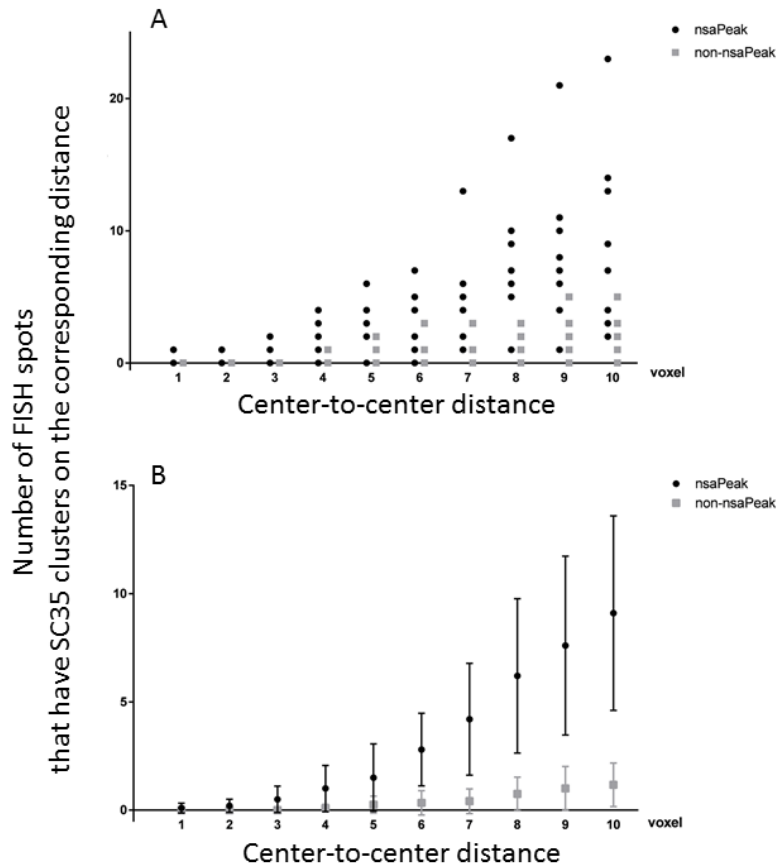 A
nsaPeak
non-nsaPeak
20
10
0
1 2 3 4 5 6 7 8 9 10 voxel
Center-to-center distance
Number of FISH spots
that have SC35 clusters on the corresponding distance
B
nsaPeak
non-nsaPeak
15
10
5
0
1 2 3 4 5 6 7 8 9 10 voxel
Center-to-center distance